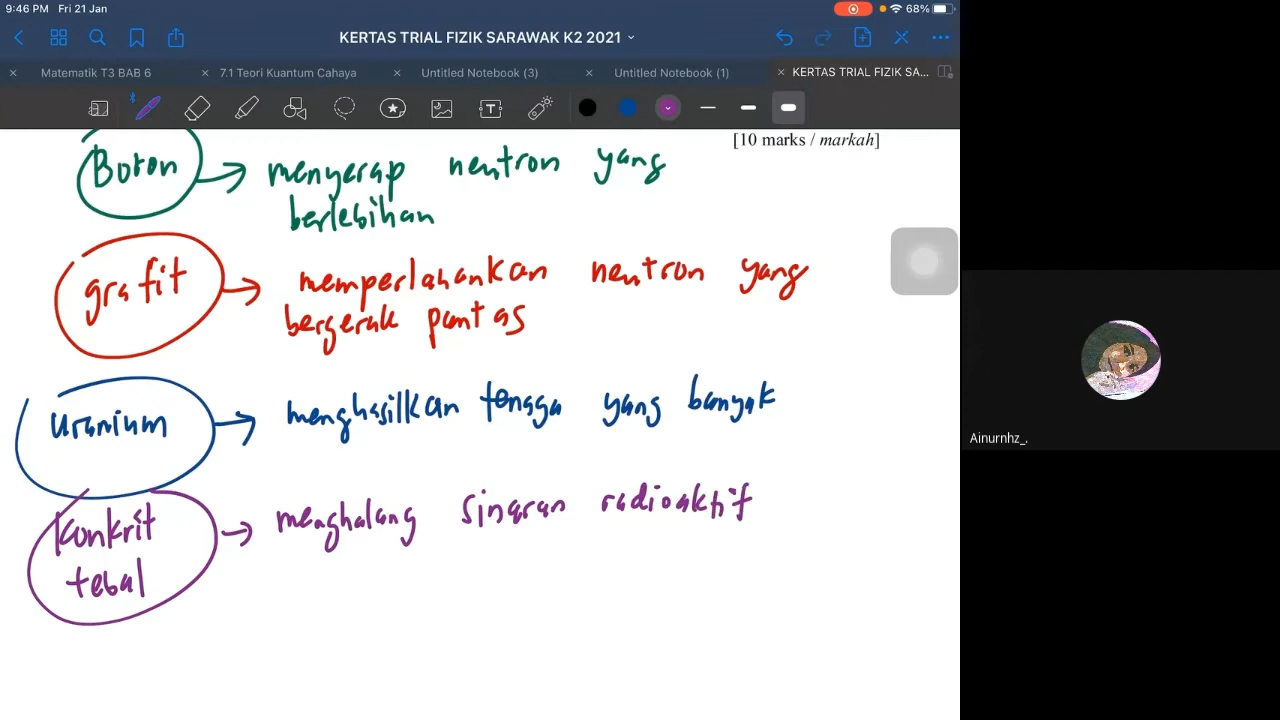 9:46 PM Fri 21 Jan
68%
KERTAS TRIAL FIZIK SARAWAK K2 2021
Matematik T3 BAB 6
7.1 Teori Kuantum Cahaya
Untitled Notebook (3)
Untitled Notebook (1)
KERTAS TRIAL FIZIK SA...
[10 marks / markah]
Boron → menyerap neutron yang
berlebihan
grafit → memperlahankan neutron yang
bergerak pantas
uranium → menghasilkan tenaga yang banyak
Konkrit → menghalang sinaran radioaktif
tebal
Ainurnhz_.